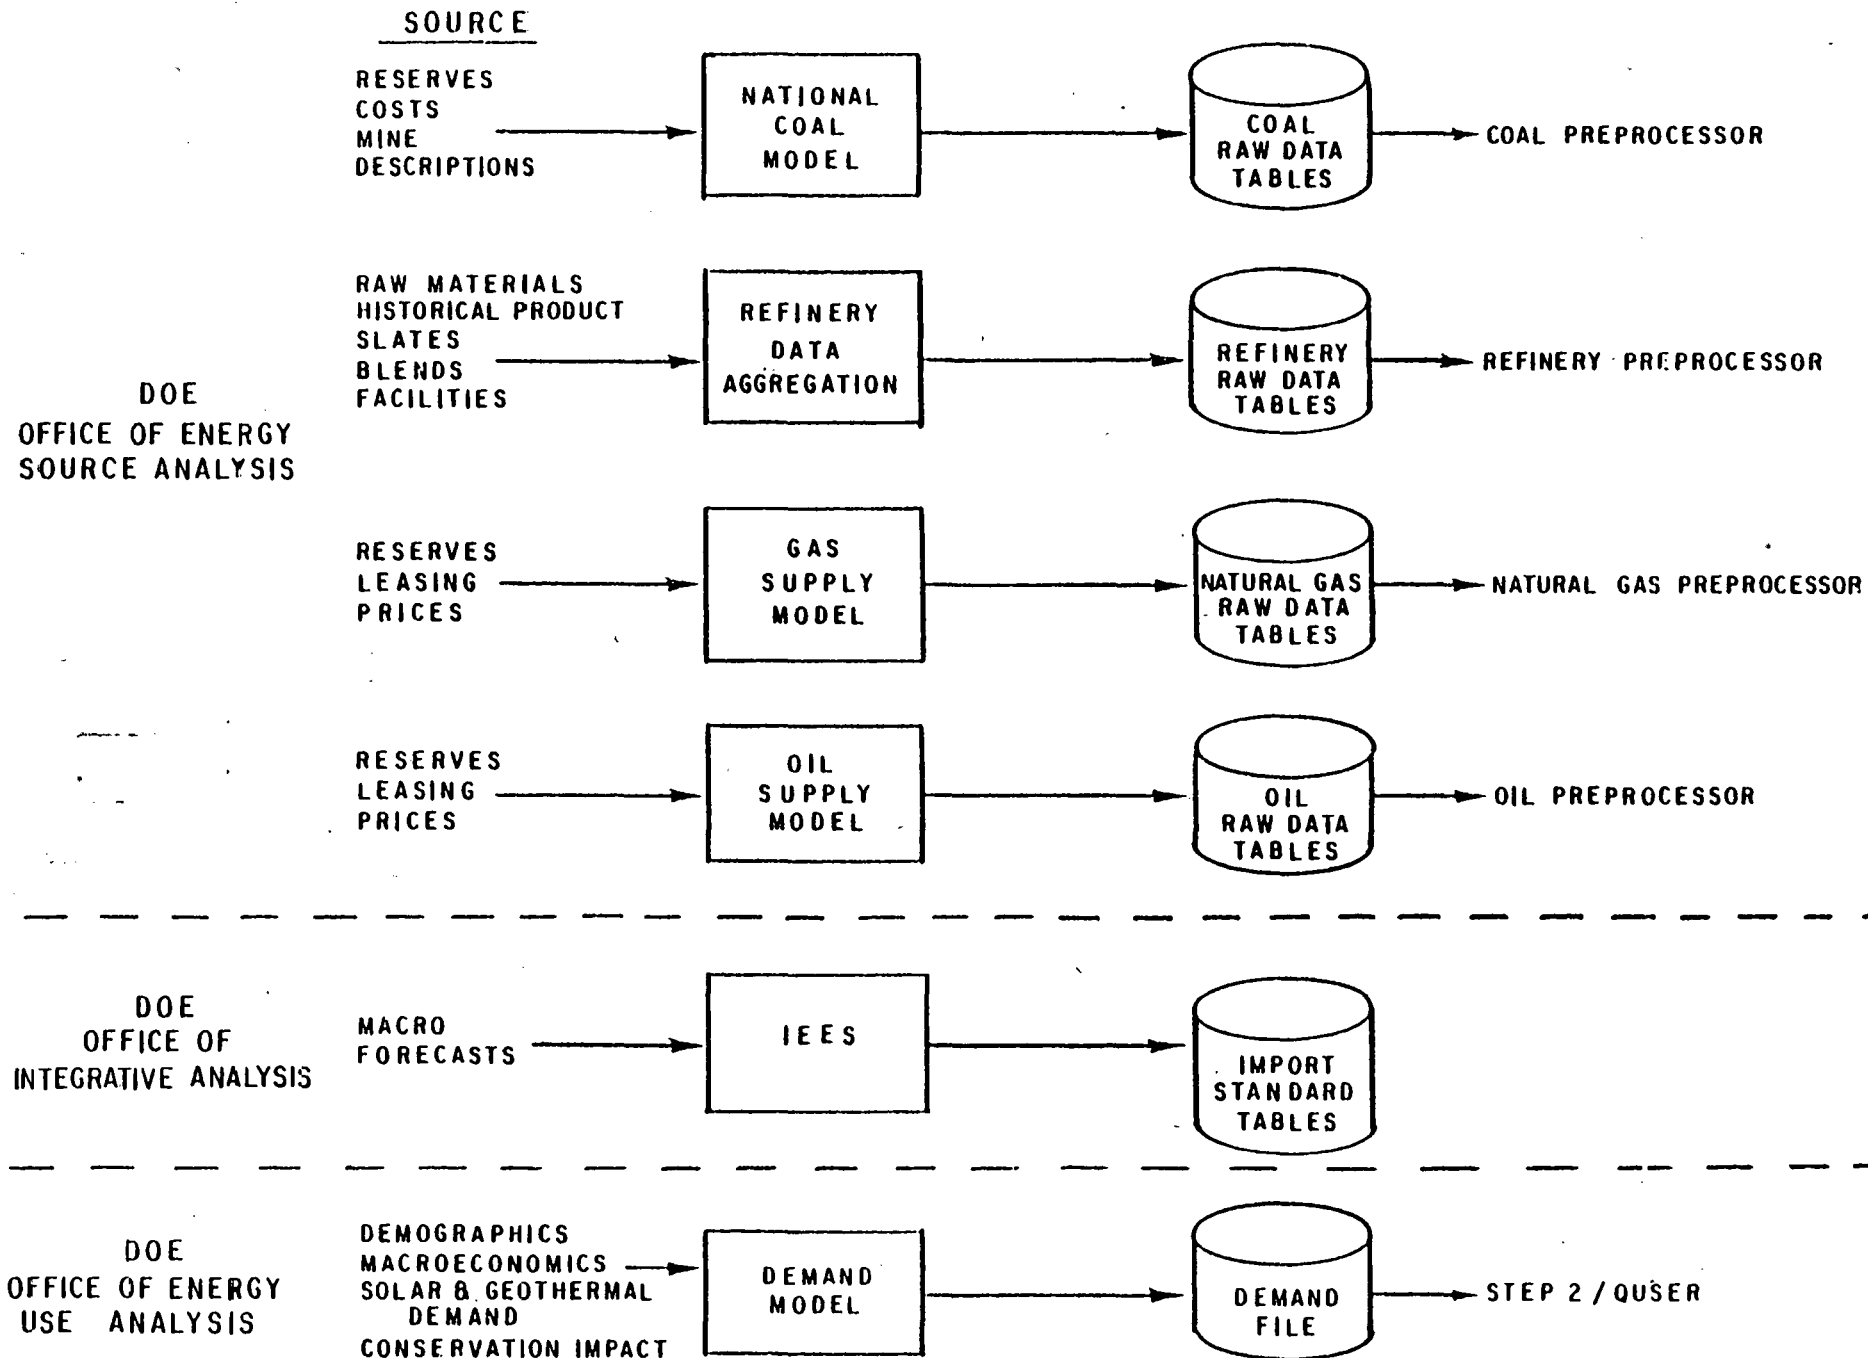 SOURCE
RESERVES
COSTS
MINE
DESCRIPTIONS
NATIONAL
COAL
MODEL
COAL
RAW DATA
TABLES
COAL PREPROCESSOR
DOE
OFFICE OF ENERGY
SOURCE ANALYSIS
RAW MATERIALS
HISTORICAL PRODUCT
SLATES
BLENDS
FACILITIES
REFINERY
DATA
AGGREGATION
REFINERY
RAW DATA
TABLES
REFINERY PREPROCESSOR
RESERVES
LEASING
PRICES
GAS
SUPPLY
MODEL
NATURAL GAS
RAW DATA
TABLES
NATURAL GAS PREPROCESSOR
RESERVES
LEASING
PRICES
OIL
SUPPLY
MODEL
OIL
RAW DATA
TABLES
OIL PREPROCESSOR
DOE
OFFICE OF
INTEGRATIVE ANALYSIS
MACRO
FORECASTS
IEES
IMPORT
STANDARD
TABLES
DOE
OFFICE OF ENERGY
USE ANALYSIS
DEMOGRAPHICS
MACROECONOMICS
SOLAR & GEOTHERMAL
DEMAND
CONSERVATION IMPACT
DEMAND
MODEL
DEMAND
FILE
STEP 2 / QUSER